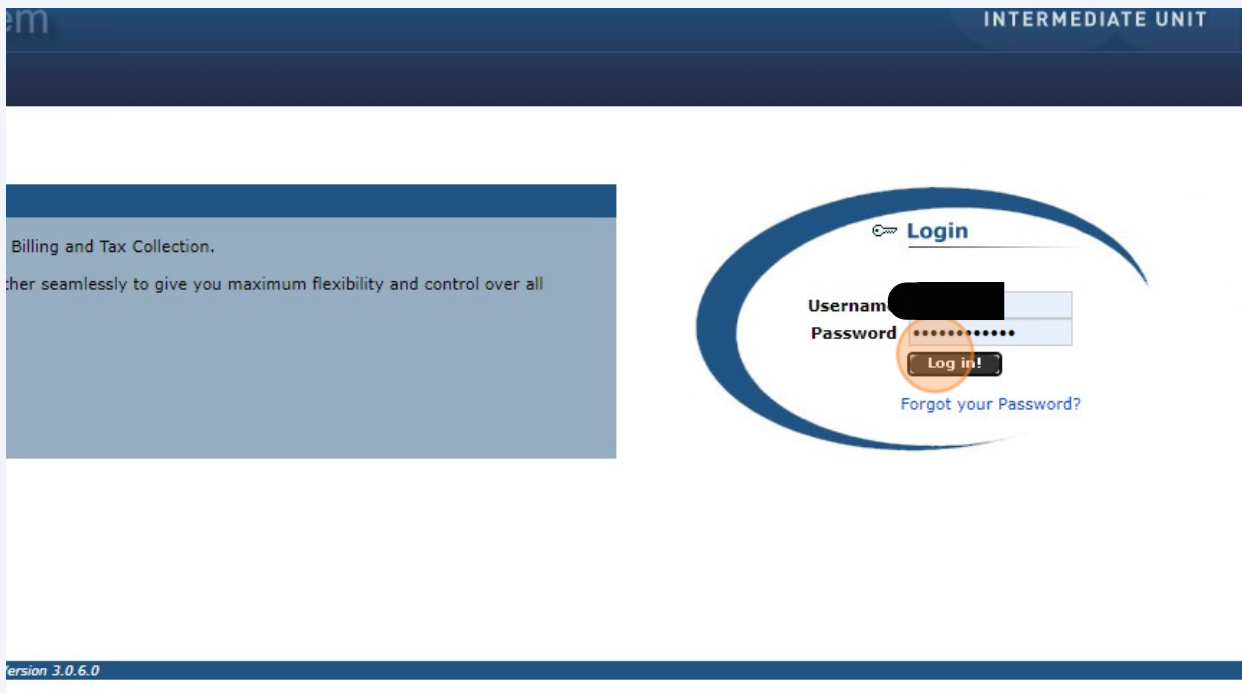 em
INTERMEDIATE UNIT
Billing and Tax Collection.
ther seamlessly to give you maximum flexibility and control over all
Login
Usernam
Password ••••••••••••
Log in!
Forgot your Password?
Version 3.0.6.0